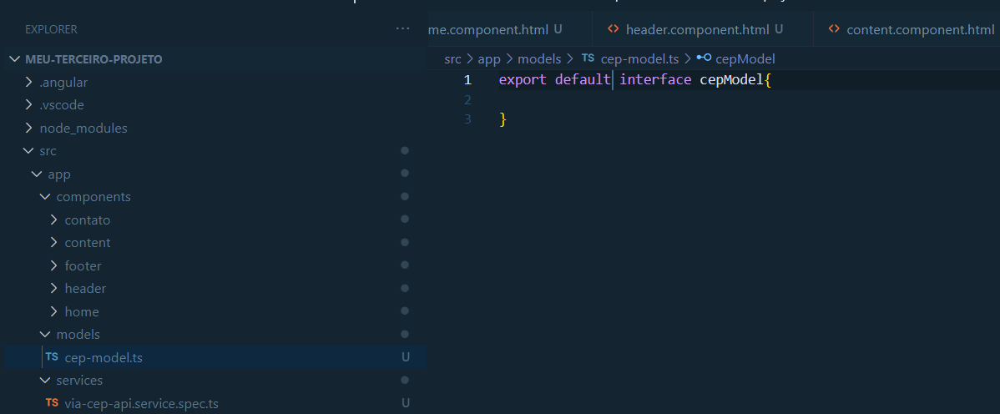 EXPLORER
MEU-TERCEIRO-PROJETO
.angular
.vscode
node_modules
src
app
components
contato
content
footer
header
home
models
TS cep-model.ts U
services
TS via-cep-api.service.spec.ts U
me.component.html U
header.component.html U
content.component.html
src > app > models > TS cep-model.ts > cepModel
1 export default interface cepModel{
2
3 }